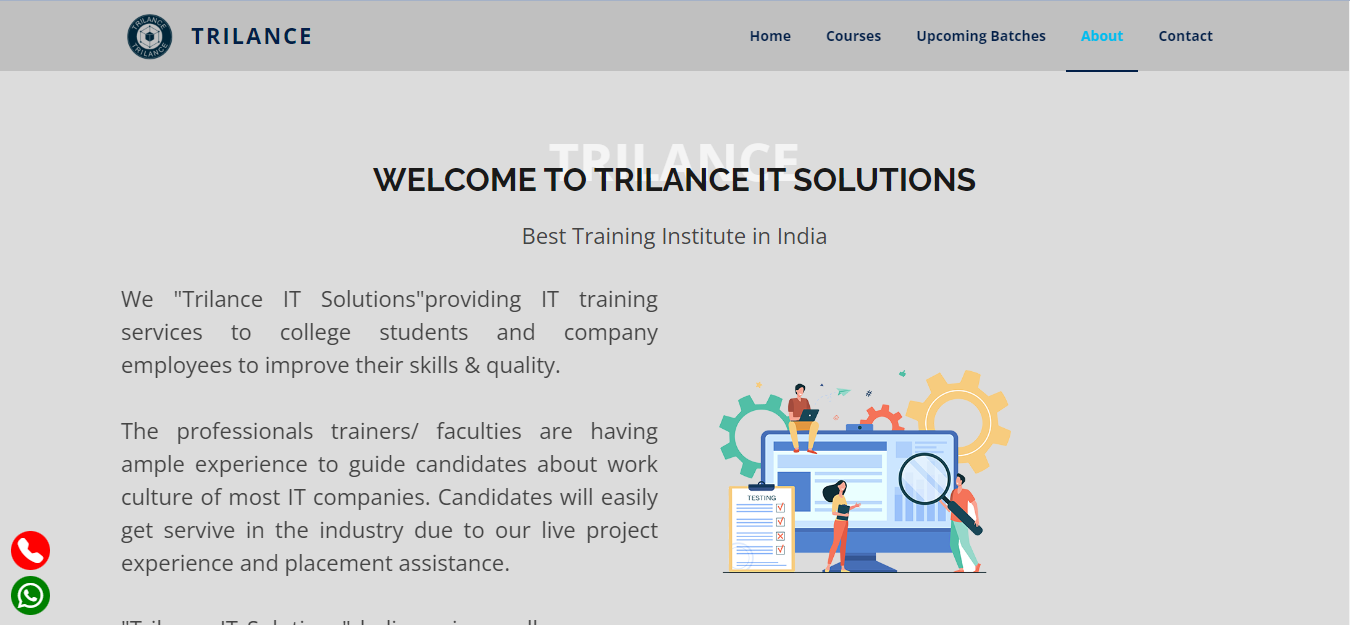 TRILANCE
TRILANCE
TRILANCE
Home
Courses
Upcoming Batches
About
Contact
TRILANCE
WELCOME TO TRILANCE IT SOLUTIONS
Best Training Institute in India
We "Trilance IT Solutions"providing IT training
services to college students and company
employees to improve their skills & quality.
The professionals trainers/ faculties are having
ample experience to guide candidates about work
culture of most IT companies. Candidates will easily
get servive in the industry due to our live project
experience and placement assistance.
TESTING